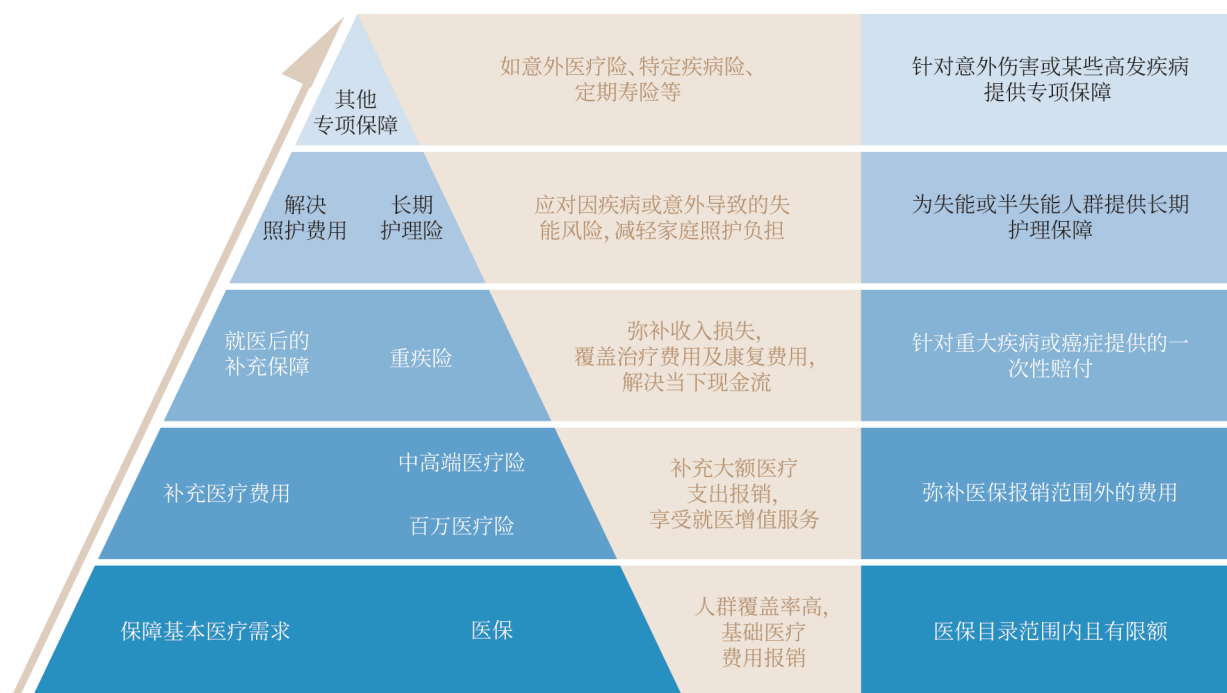 其他
专项保障
如意外医疗险、特定疾病险、
定期寿险等
针对意外伤害或某些高发疾病
提供专项保障
解决
照护费用
长期
护理险
应对因疾病或意外导致的失
能风险, 减轻家庭照护负担
为失能或半失能人群提供长期
护理保障
就医后的
补充保障
重疾险
弥补收入损失,
覆盖治疗费用及康复费用,
解决当下现金流
针对重大疾病或癌症提供的一
次性赔付
补充医疗费用
中高端医疗险
百万医疗险
补充大额医疗
支出报销,
享受就医增值服务
弥补医保报销范围外的费用
保障基本医疗需求
医保
人群覆盖率高,
基础医疗
费用报销
医保目录范围内且有限额